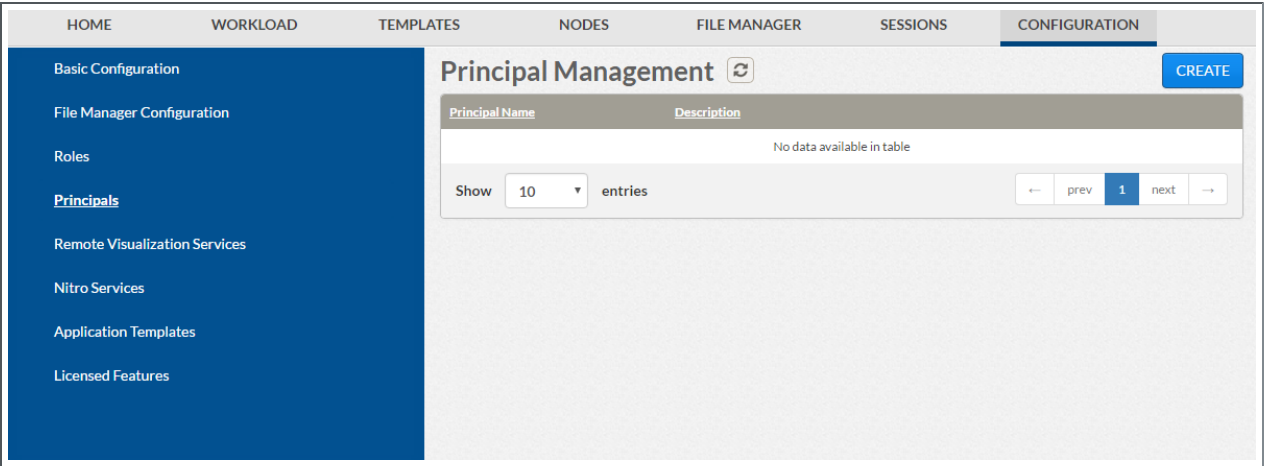 HOME WORKLOAD TEMPLATES NODES FILE MANAGER SESSIONS CONFIGURATION
Basic Configuration
File Manager Configuration
Roles
Principals
Remote Visualization Services
Nitro Services
Application Templates
Licensed Features
Principal Management CREATE
Principal Name Description
No data available in table
Show 10 entries ← prev 1 next →